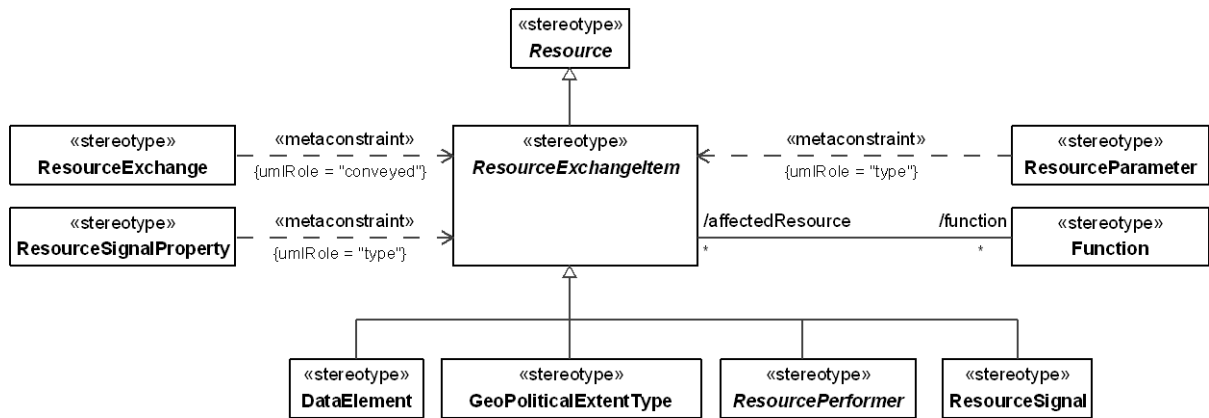 «stereotype»
Resource
«stereotype»
ResourceExchange
«metaconstraint»
{umlRole = "conveyed"}
«stereotype»
ResourceExchangeItem
«metaconstraint»
{umlRole = "type"}
«stereotype»
ResourceParameter
«stereotype»
ResourceSignalProperty
«metaconstraint»
{umlRole = "type"}
/affectedResource
*
/function
*
«stereotype»
Function
«stereotype»
DataElement
«stereotype»
GeoPoliticalExtentType
«stereotype»
ResourcePerformer
«stereotype»
ResourceSignal